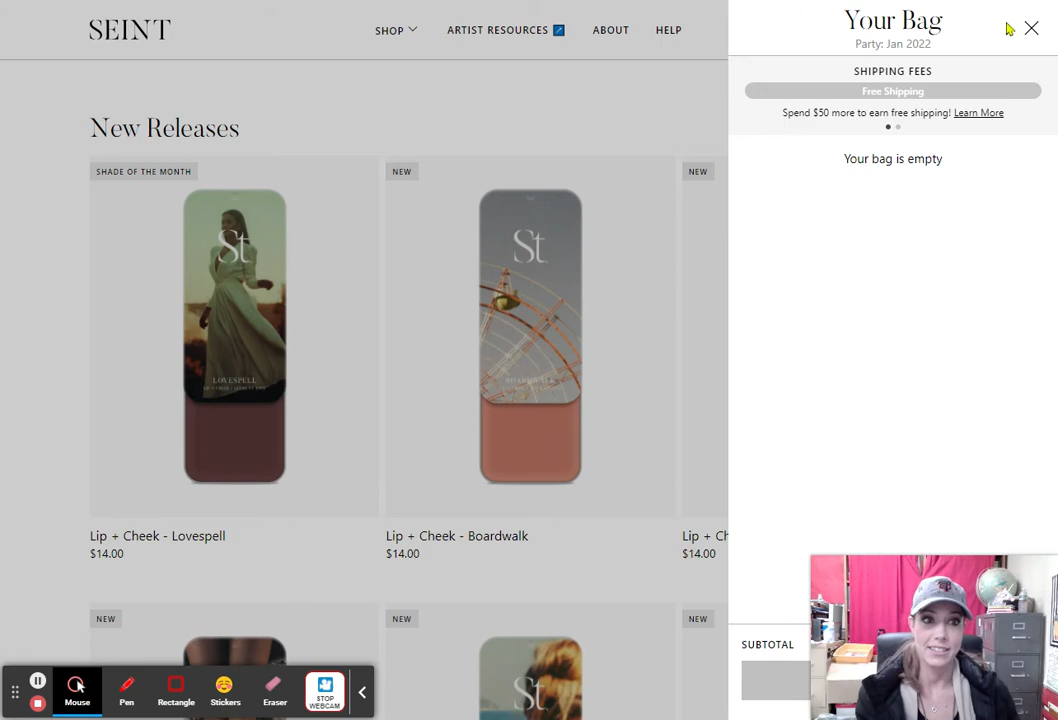 SEINT
SHOP
ARTIST RESOURCES
ABOUT
HELP
Your Bag
Party: Jan 2022
SHIPPING FEES
Free Shipping
Spend $50 more to earn free shipping! Learn More
Your bag is empty
New Releases
SHADE OF THE MONTH
NEW
NEW
St
St
LOVESPELL
BOARDWALK
Lip + Cheek - Lovespell
Lip + Cheek - Boardwalk
Lip + Ch
$14.00
$14.00
$14.00
NEW
NEW
NEW
St
SUBTOTAL
Mouse
Pen
Rectangle
Stickers
Eraser
STOP
WEBCAM